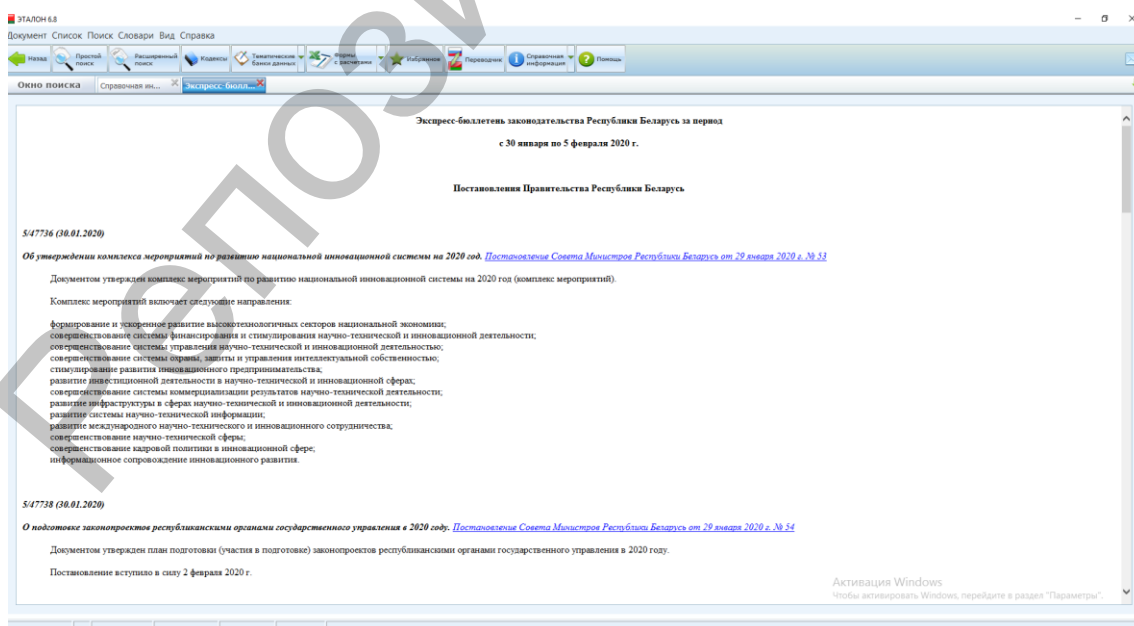 ЭТАЛОН 6.8
Документ Список Поиск Словари Вид Справка
Назад Простой поиск Расширенный поиск Кодексы Тематические банки данных Формы с расчетами Избранное Переводчик Справочная информация Помощь
Окно поиска Справочная ин... Экспресс-бюлл...
Экспресс-бюллетень законодательства Республики Беларусь за период
с 30 января по 5 февраля 2020 г.
Постановления Правительства Республики Беларусь
5/47736 (30.01.2020)
Об утверждении комплекса мероприятий по развитию национальной инновационной системы на 2020 год. Постановление Совета Министров Республики Беларусь от 29 января 2020 г. № 53
Документом утвержден комплекс мероприятий по развитию национальной инновационной системы на 2020 год (комплекс мероприятий).
Комплекс мероприятий включает следующие направления:
формирование и ускоренное развитие высокотехнологичных секторов национальной экономики;
совершенствование системы финансирования и стимулирования научно-технической и инновационной деятельности;
совершенствование системы управления научно-технической и инновационной деятельностью;
совершенствование системы охраны, защиты и управления интеллектуальной собственностью;
стимулирование развития инновационного предпринимательства;
развитие инвестиционной деятельности в научно-технической и инновационной сферах;
совершенствование системы коммерциализации результатов научно-технической деятельности;
развитие инфраструктуры в сферах научно-технической и инновационной деятельности;
развитие системы научно-технической информации;
развитие международного научно-технического и инновационного сотрудничества;
совершенствование научно-технической сферы;
совершенствование кадровой политики в инновационной сфере;
информационное сопровождение инновационного развития.
5/47738 (30.01.2020)
О подготовке законопроектов республиканскими органами государственного управления в 2020 году. Постановление Совета Министров Республики Беларусь от 29 января 2020 г. № 54
Документом утвержден план подготовки (участия в подготовке) законопроектов республиканскими органами государственного управления в 2020 году.
Постановление вступило в силу 2 февраля 2020 г.
Активация Windows
Чтобы активировать Windows, перейдите в раздел "Параметры".